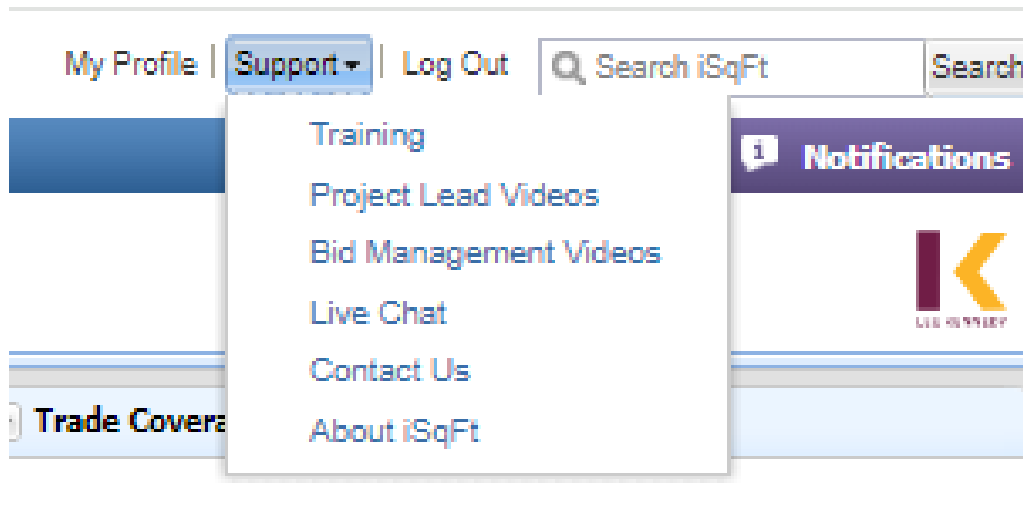 My Profile | Support | Log Out Search iSqFt Search
Training
Notifications
Project Lead Videos
Bid Management Videos
Live Chat
Contact Us
Trade Covera
About iSqFt